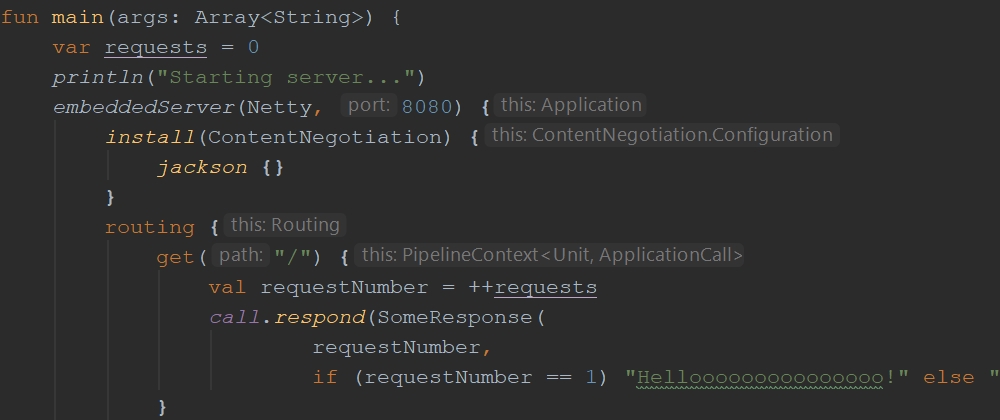 fun main(args: Array<String>) {
var requests = 0
println("Starting server...")
embeddedServer(Netty, port: 8080) { this: Application
install(ContentNegotiation) { this: ContentNegotiation.Configuration
jackson {}
}
routing { this: Routing
get( path: "/") { this: PipelineContext<Unit, ApplicationCall>
val requestNumber = ++requests
call.respond(SomeResponse(
requestNumber,
if (requestNumber == 1) "Hellooooooooooooooo!" else "
}